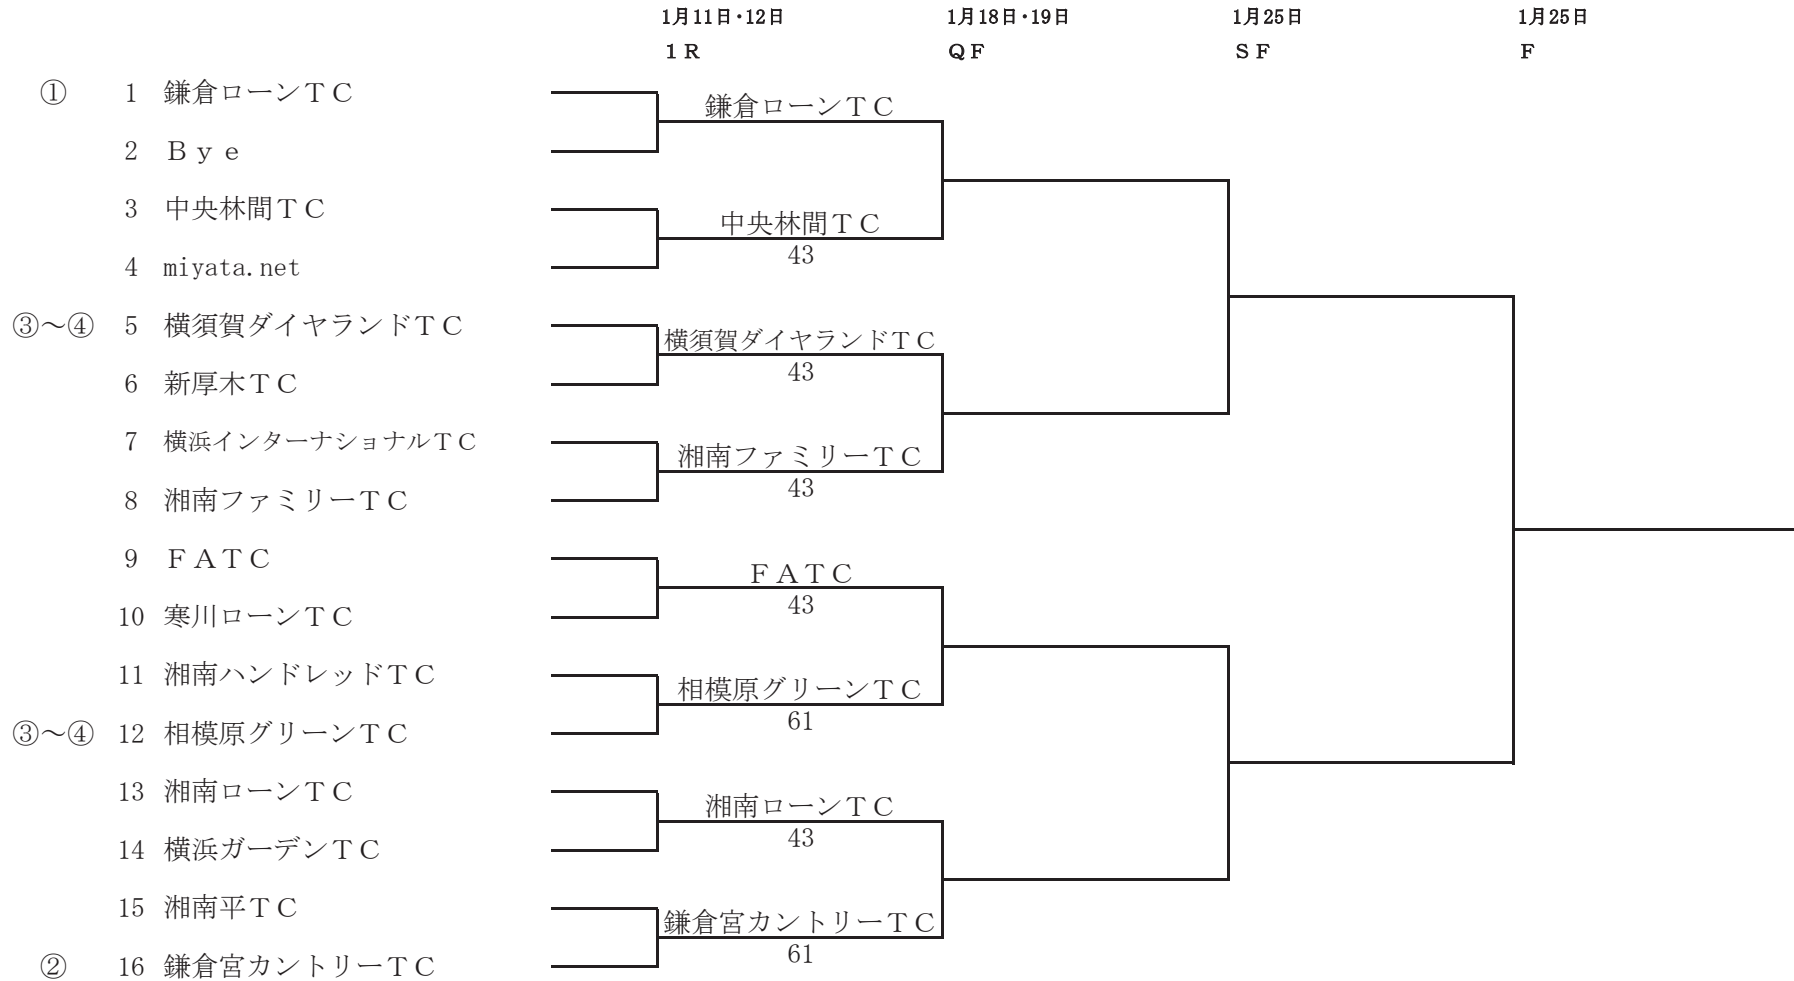 1月11日・12日 1月18日・19日 1月25日 1月25日
１Ｒ ＱＦ ＳＦ Ｆ
① 1 鎌倉ローンＴＣ
鎌倉ローンＴＣ
2 Ｂｙｅ
3 中央林間ＴＣ
中央林間ＴＣ
43
4 miyata.net
③～④ 5 横須賀ダイヤランドＴＣ
横須賀ダイヤランドＴＣ
43
6 新厚木ＴＣ
7 横浜インターナショナルＴＣ
湘南ファミリーＴＣ
43
8 湘南ファミリーＴＣ
9 ＦＡＴＣ
ＦＡＴＣ
43
10 寒川ローンＴＣ
11 湘南ハンドレッドＴＣ
相模原グリーンＴＣ
61
③～④ 12 相模原グリーンＴＣ
13 湘南ローンＴＣ
湘南ローンＴＣ
43
14 横浜ガーデンＴＣ
15 湘南平ＴＣ
鎌倉宮カントリーＴＣ
61
② 16 鎌倉宮カントリーＴＣ